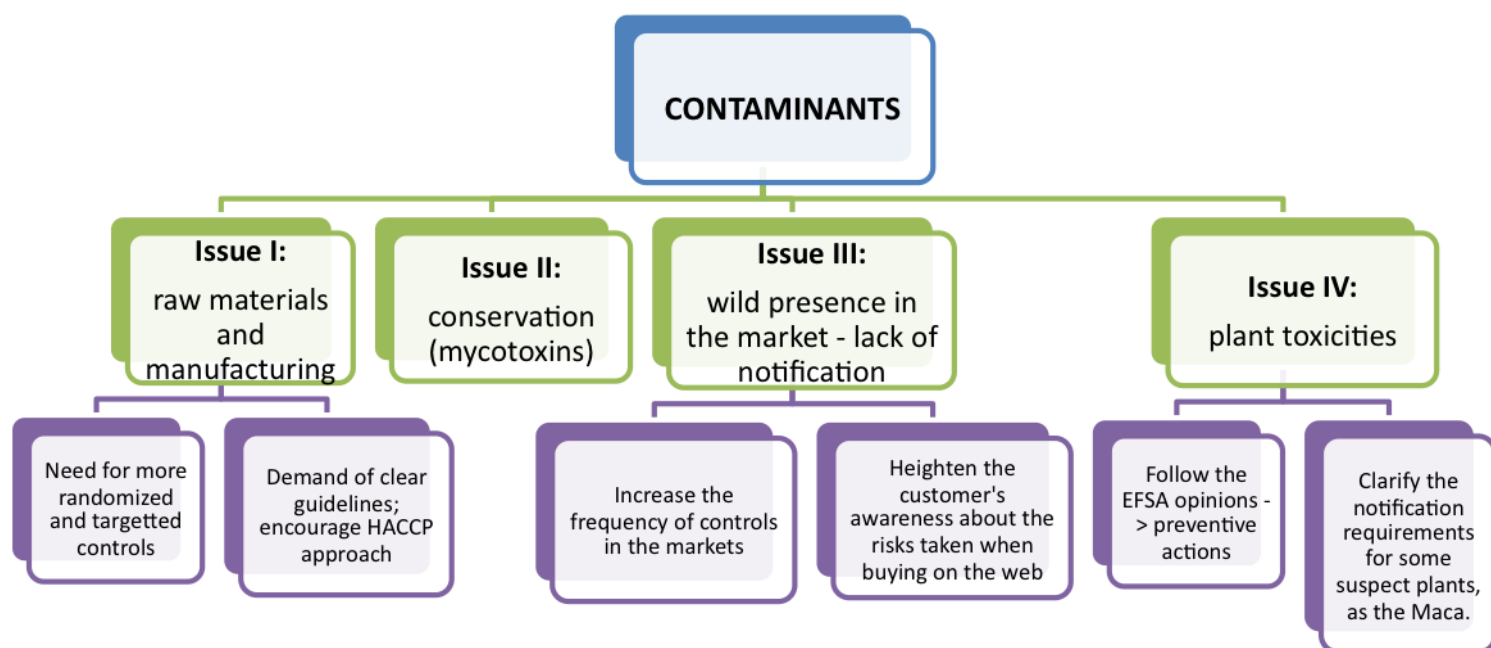 CONTAMINANTS
Issue I:
raw materials
and
manufacturing
Issue II:
conservation
(mycotoxins)
Issue III:
wild presence in
the market - lack of
notification
Issue IV:
plant toxicities
Need for more
randomized
and targetted
controls
Demand of clear
guidelines;
encourage HACCP
approach
Increase the
frequency of controls
in the markets
Heighten the
customer's
awareness about the
risks taken when
buying on the web
Follow the
EFSA opinions -
> preventive
actions
Clarify the
notification
requirements
for some
suspect plants,
as the Maca.